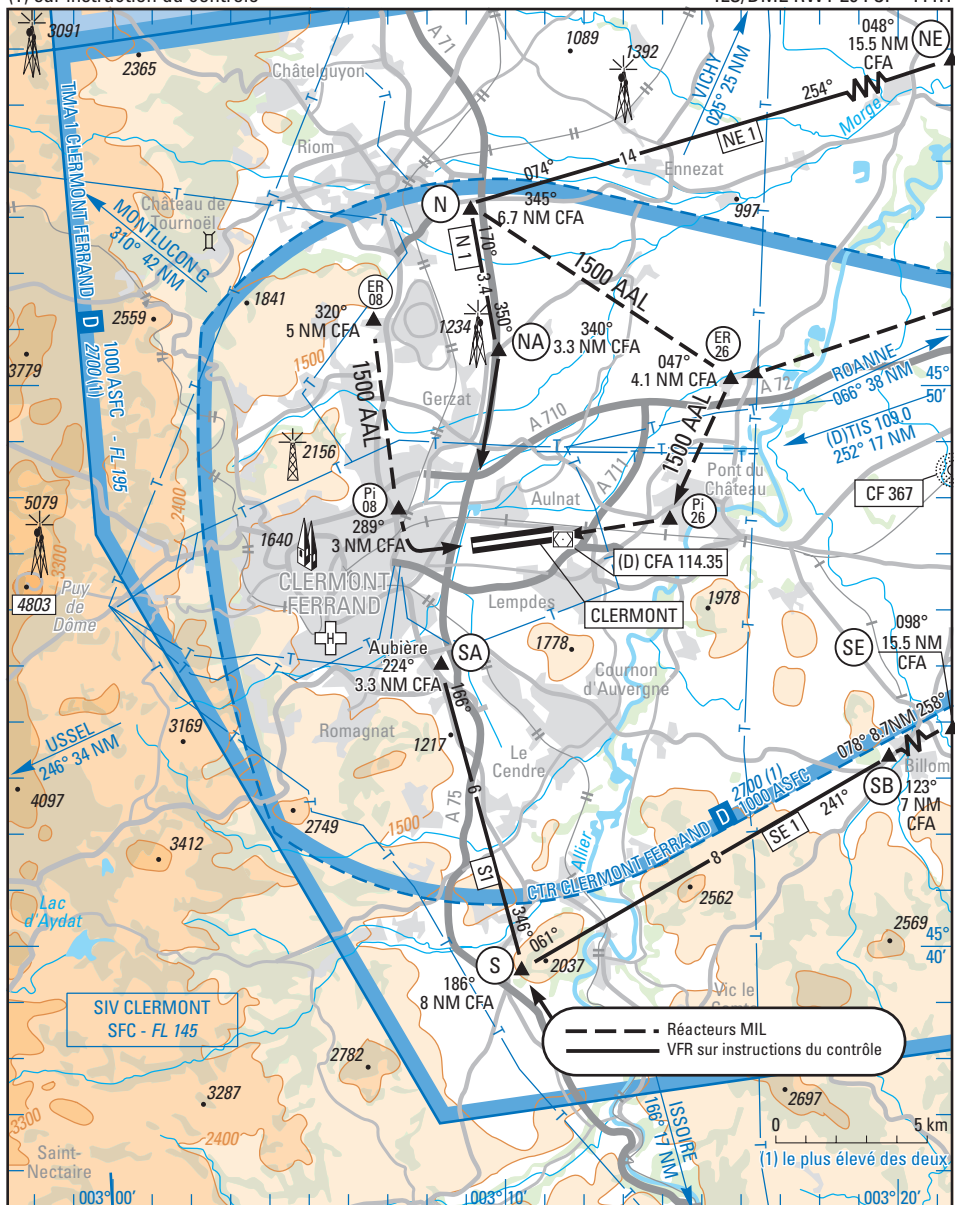 3091
2365
A 71
1089
1392
048°
15.5 NM
CFA
NE
Châtelguyon
VICHY
025° 25 NM
254°
Morge
Riom
NE 1
14
074°
Ennezat
TMA 1 CLERMONT FERRAND
D
1000 ASFC - FL 195
2700 (1)
Château de
Tournoël
N
345°
6.7 NM CFA
997
MONTLUCON G
310° 42 NM
170°
N 1
3.4
350°
1500 AAL
1841
ER
08
320°
5 NM CFA
2559
1234
NA
340°
3.3 NM CFA
ER
26
047°
4.1 NM CFA
3779
1500
1500 AAL
Gerzat
A 710
A 72
ROANNE
066° 38 NM
45°
50'
(D)TIS 109.0
252° 17 NM
2156
A 711
1500 AAL
Pont du
Château
CF 367
2400
5079
3300
Aulnat
Pi
08
289°
3 NM CFA
Pi
26
1640
CLERMONT
FERRAND
(D) CFA 114.35
4803
Puy
de
Dôme
Lempdes
CLERMONT
1978
H
Aubière
224°
3.3 NM CFA
SA
1778
Cournon
d'Auvergne
SE
098°
15.5 NM
CFA
166°
USSEL
246° 34 NM
3169
Romagnat
1217
Le
Cendre
078° 8.7NM 258°
Billom
4097
A 75
6
2700 (1)
1000 ASFC
D
CTR CLERMONT FERRAND
241°
SB
123°
7 NM
CFA
2749
1500
3412
S1
Allier
8
SE 1
2562
Lac
d'Aydat
346°
061°
2569
45°
40'
S
2037
186°
8 NM CFA
Vic le
SIV CLERMONT
SFC - FL 145
Réacteurs MIL
VFR sur instructions du contrôle
2782
3287
2697
3300
2400
ISSOIRE
166° 17 NM
0
5 km
Saint-
Nectaire
(1) le plus élevé des deux
003° 00'
003° 10'
003° 20'